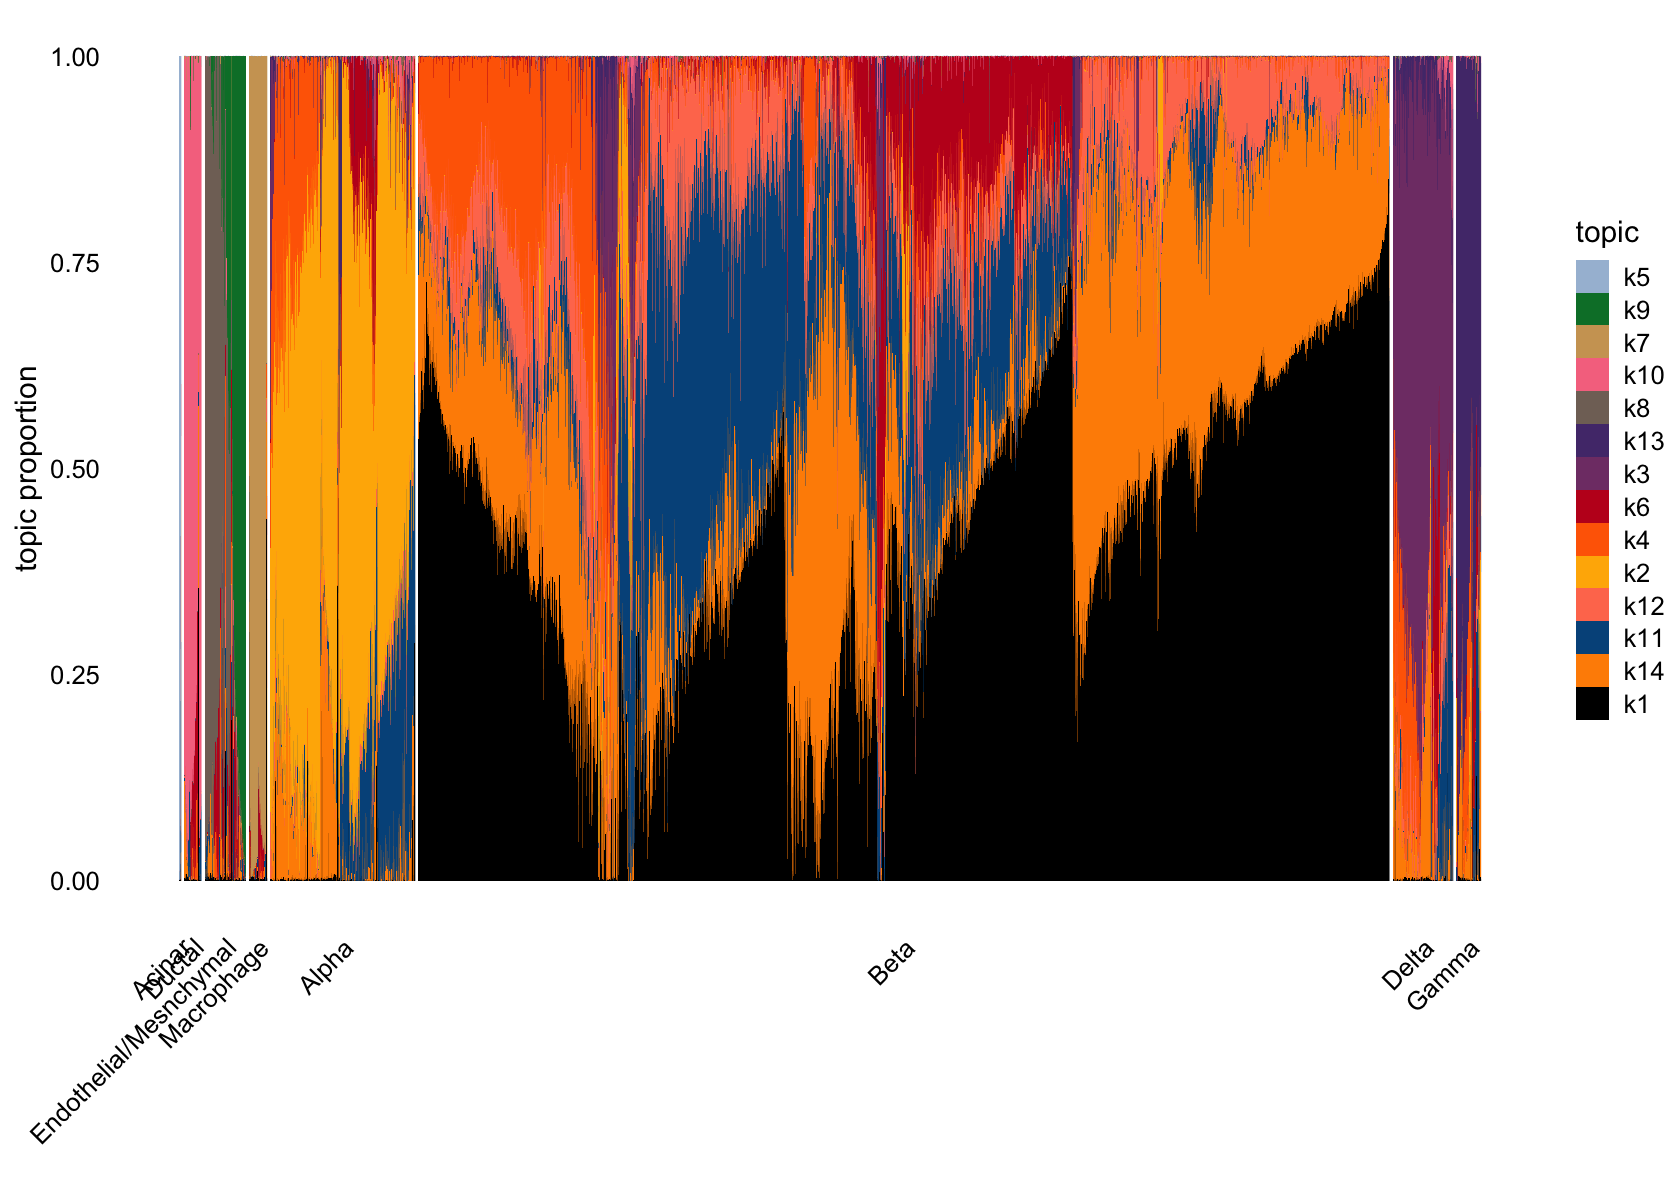 1.00
0.75
0.50
0.25
0.00
topic proportion
Acinar
Ductal
Endothelial/Mesnchymal
Macrophage
Alpha
Beta
Delta
Gamma
topic
k5
k9
k7
k10
k8
k13
k3
k6
k4
k2
k12
k11
k14
k1